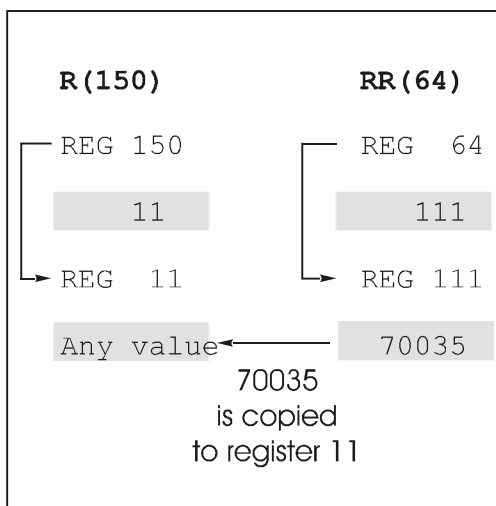 R(150) RR(64)
REG 150 REG 64
11 111
REG 11 REG 111
Any value 70035
70035
is copied
to register 11